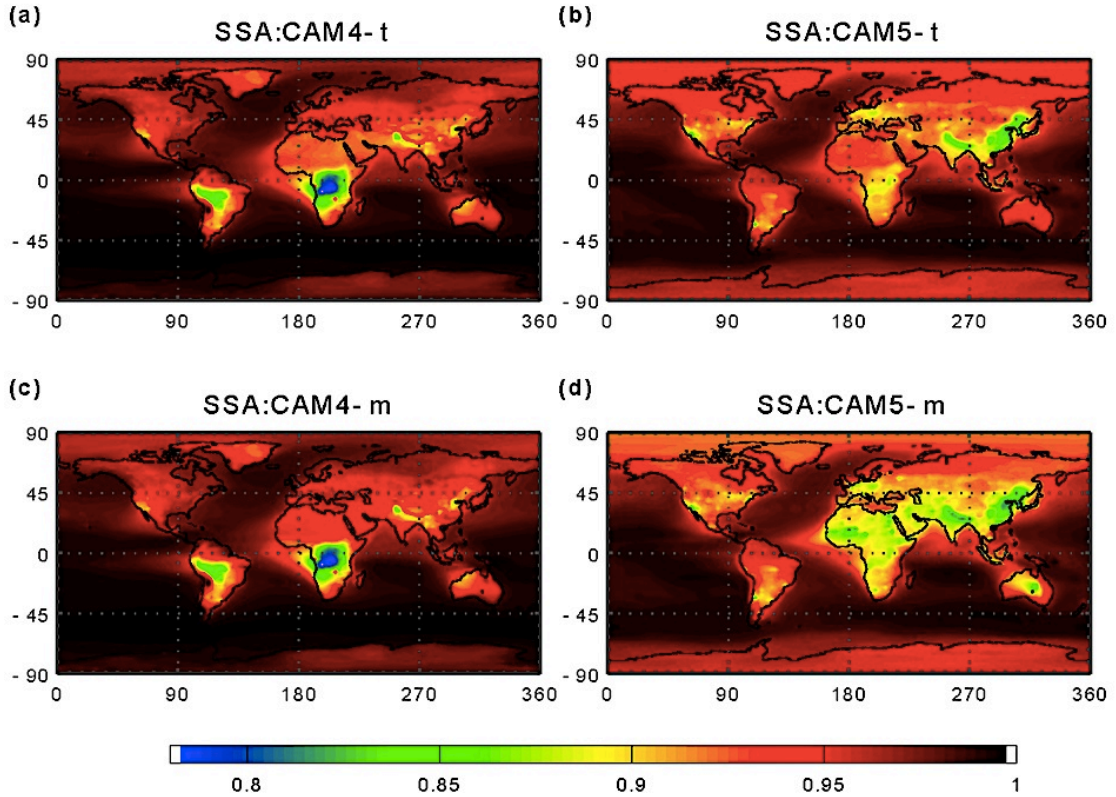 (a) (b)
SSA:CAM4- t SSA:CAM5- t
90 90
45 45
0 0
- 45 - 45
- 90 - 90
0 90 180 270 360 0 90 180 270 360
(c) (d)
SSA:CAM4- m SSA:CAM5- m
90 90
45 45
0 0
- 45 - 45
- 90 - 90
0 90 180 270 360 0 90 180 270 360
0.8 0.85 0.9 0.95 1